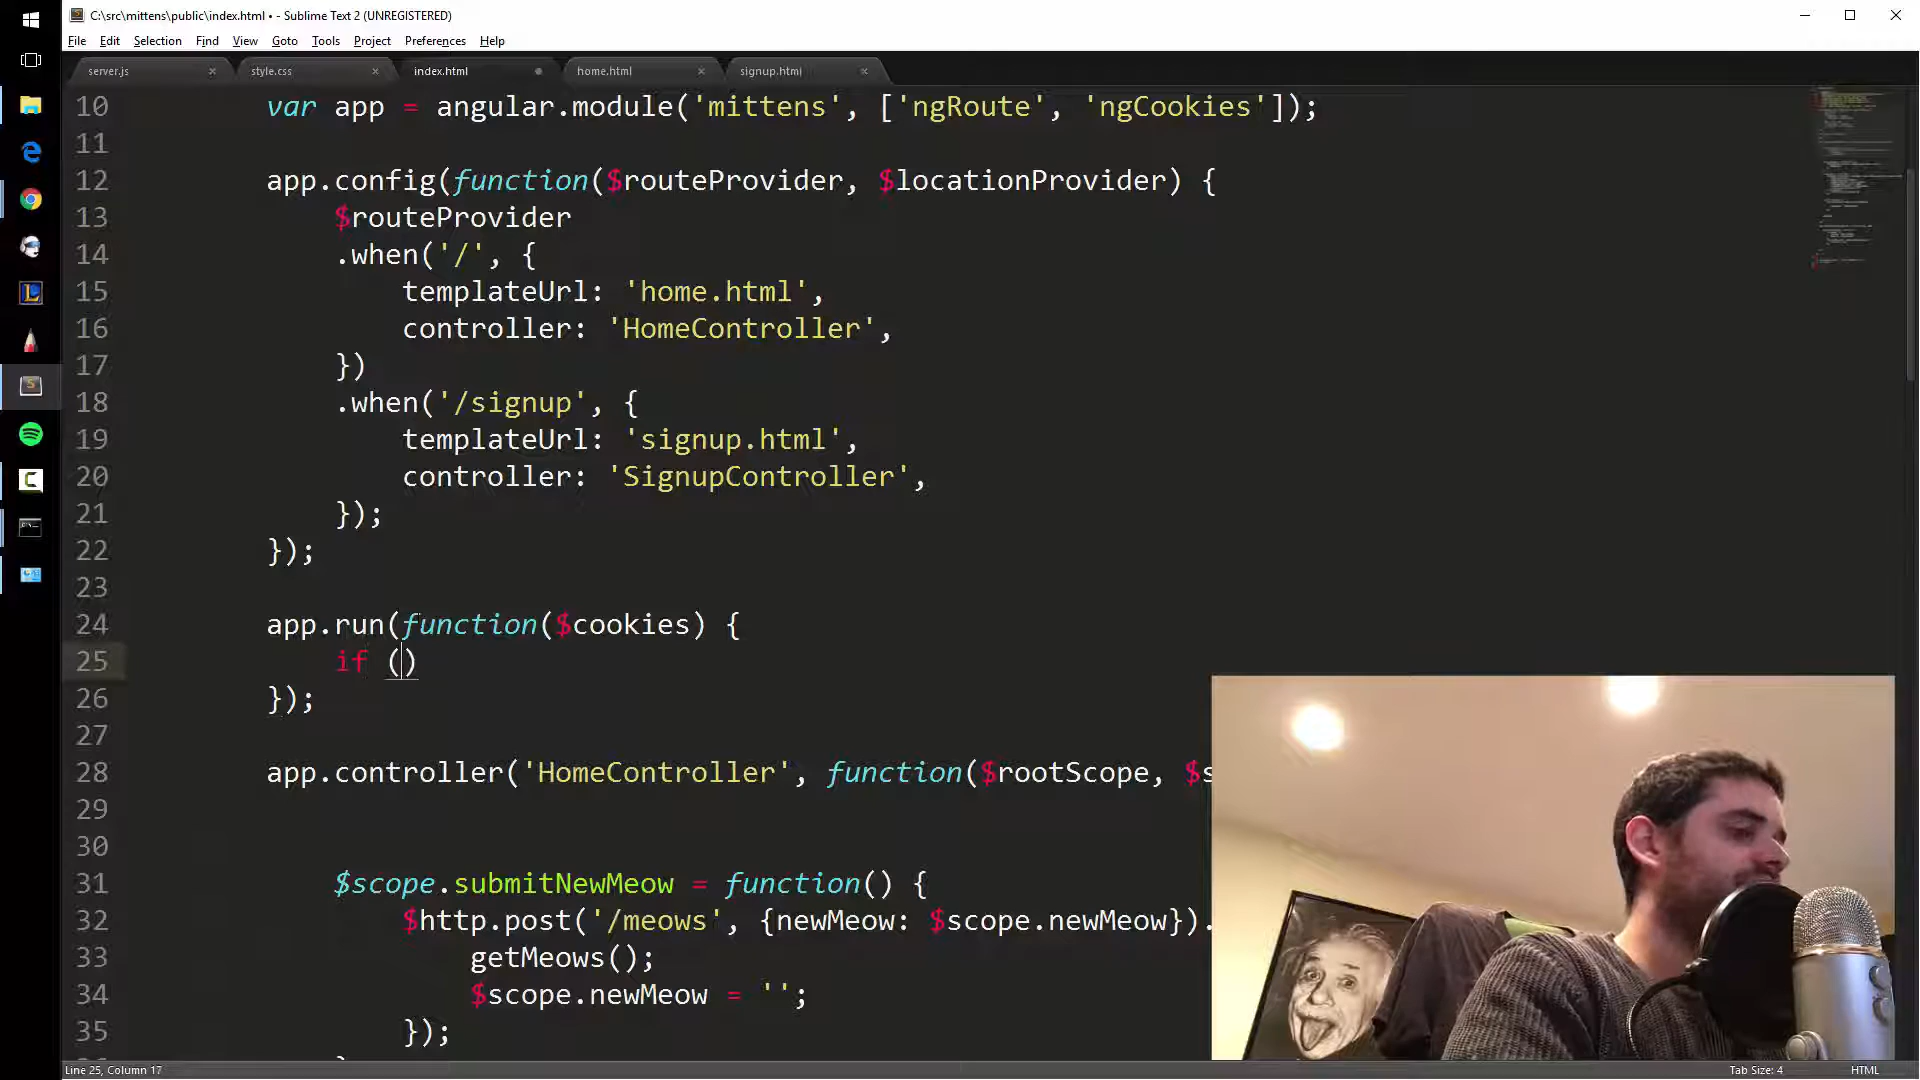 C:\src\mittens\public\index.html • - Sublime Text 2 (UNREGISTERED)
File Edit Selection Find View Goto Tools Project Preferences Help
server.js × style.css × index.html home.html × signup.html ×
10 var app = angular.module('mittens', ['ngRoute', 'ngCookies']);
11
12 app.config(function($routeProvider, $locationProvider) {
13 $routeProvider
14 .when('/', {
15 templateUrl: 'home.html',
16 controller: 'HomeController',
17 })
18 .when('/signup', {
19 templateUrl: 'signup.html',
20 controller: 'SignupController',
21 });
22 });
23
24 app.run(function($cookies) {
25 if ()
26 });
27
28 app.controller('HomeController', function($rootScope, $s
29
30
31 $scope.submitNewMeow = function() {
32 $http.post('/meows', {newMeow: $scope.newMeow}).
33 getMeows();
34 $scope.newMeow = '';
35 });
Line 25, Column 17 Tab Size: 4 HTML